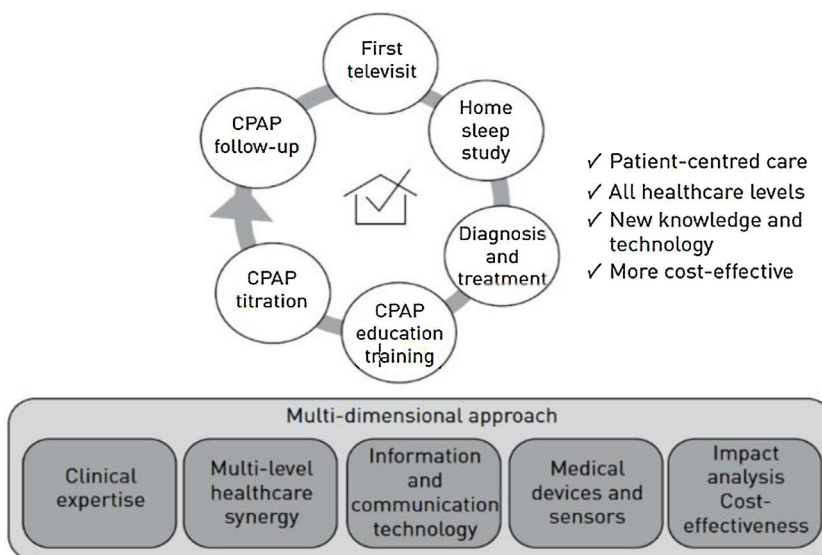 First
televisit
Home
sleep
study
Diagnosis
and
treatment
CPAP
education
training
CPAP
titration
CPAP
follow-up
✓ Patient-centred care
✓ All healthcare levels
✓ New knowledge and
technology
✓ More cost-effective
Multi-dimensional approach
Clinical
expertise
Multi-level
healthcare
synergy
Information
and
communication
technology
Medical
devices and
sensors
Impact
analysis
Cost-
effectiveness